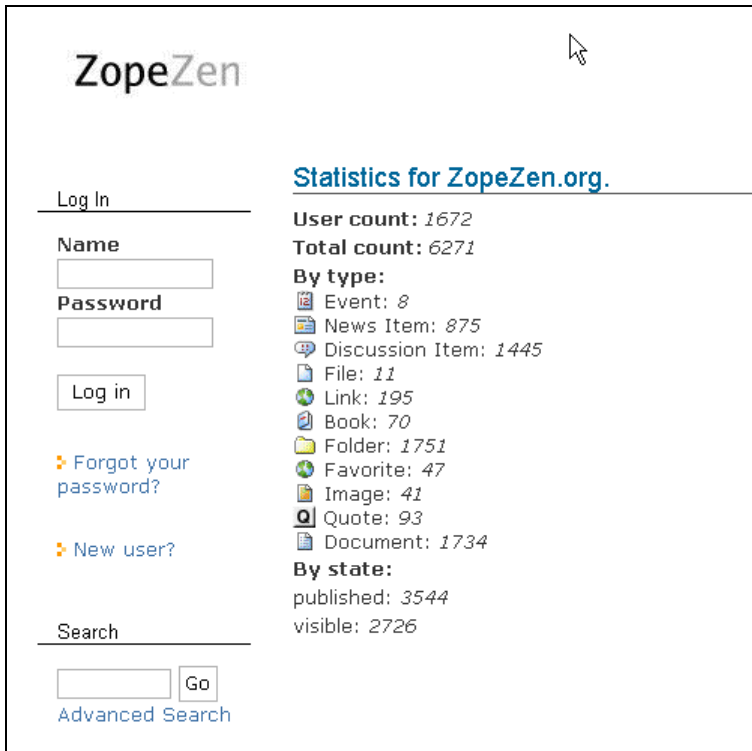 ZopeZen
Log In
Name
Password
Log in
Forgot your
password?
New user?
Search
Go
Advanced Search
Statistics for ZopeZen.org.
User count: 1672
Total count: 6271
By type:
Event: 8
News Item: 875
Discussion Item: 1445
File: 11
Link: 195
Book: 70
Folder: 1751
Favorite: 47
Image: 41
Q Quote: 93
Document: 1734
By state:
published: 3544
visible: 2726